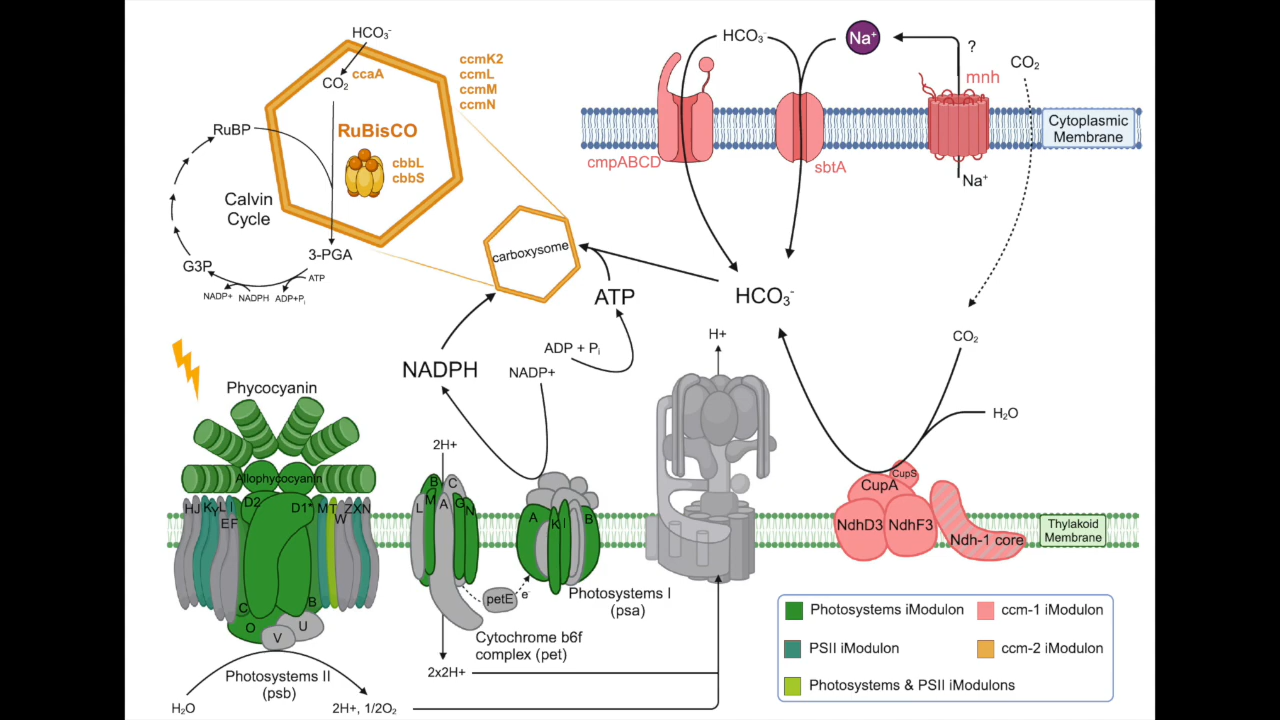 HCO₃⁻
ccaA
CO₂
ccmK2
ccmL
ccmM
ccmN
RuBP
RuBisCO
cbbL
cbbS
Calvin
Cycle
3-PGA
G3P
ATP
NADP+
NADPH
ADP+Pᵢ
carboxysome
HCO₃⁻
Na⁺
?
mnh
CO₂
Cytoplasmic
Membrane
cmpABCD
sbtA
Na⁺
ATP
HCO₃⁻
ADP + Pᵢ
NADPH
NADP+
H+
CO₂
H₂O
Phycocyanin
Allophycocyanin
D2
D1*
H J K Y L I
E F
M T
W
Z X N
C
O
B
V
U
Photosystems II
(psb)
H₂O
2H+, 1/2O₂
2H+
B
C
L
M
A
G
N
petE
e⁻
Cytochrome b6f
complex (pet)
2x2H+
A
K
I
B
Photosystems I
(psa)
CupS
CupA
NdhD3
NdhF3
Ndh-1 core
Thylakoid
Membrane
Photosystems iModulon
ccm-1 iModulon
PSII iModulon
ccm-2 iModulon
Photosystems & PSII iModulons